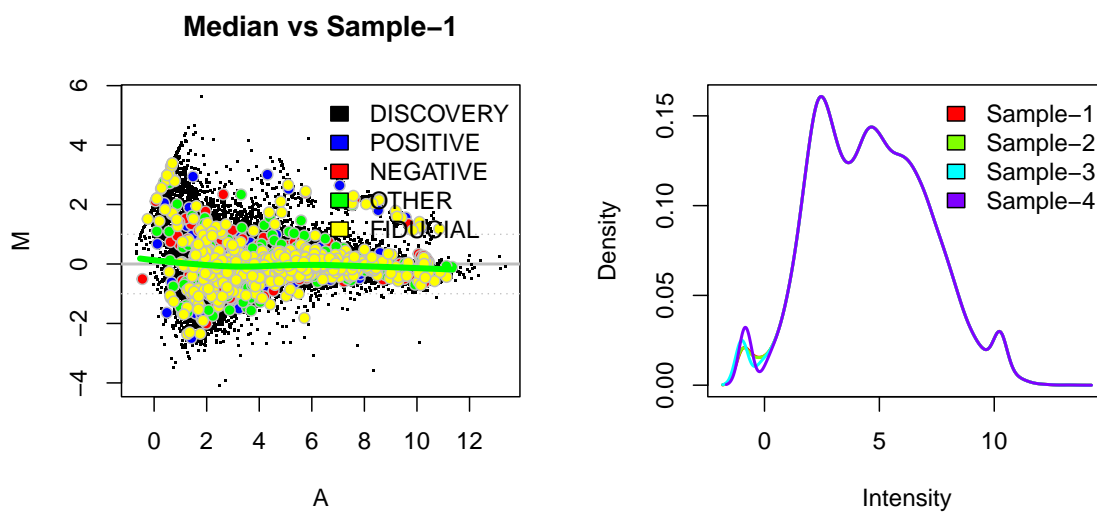 Median vs Sample−1
M
6
4
2
0
−2
−4
DISCOVERY
POSITIVE
NEGATIVE
OTHER
FIDUCIAL
0 2 4 6 8 10 12
A
Density
0.15
0.10
0.05
0.00
Sample−1
Sample−2
Sample−3
Sample−4
0 5 10
Intensity